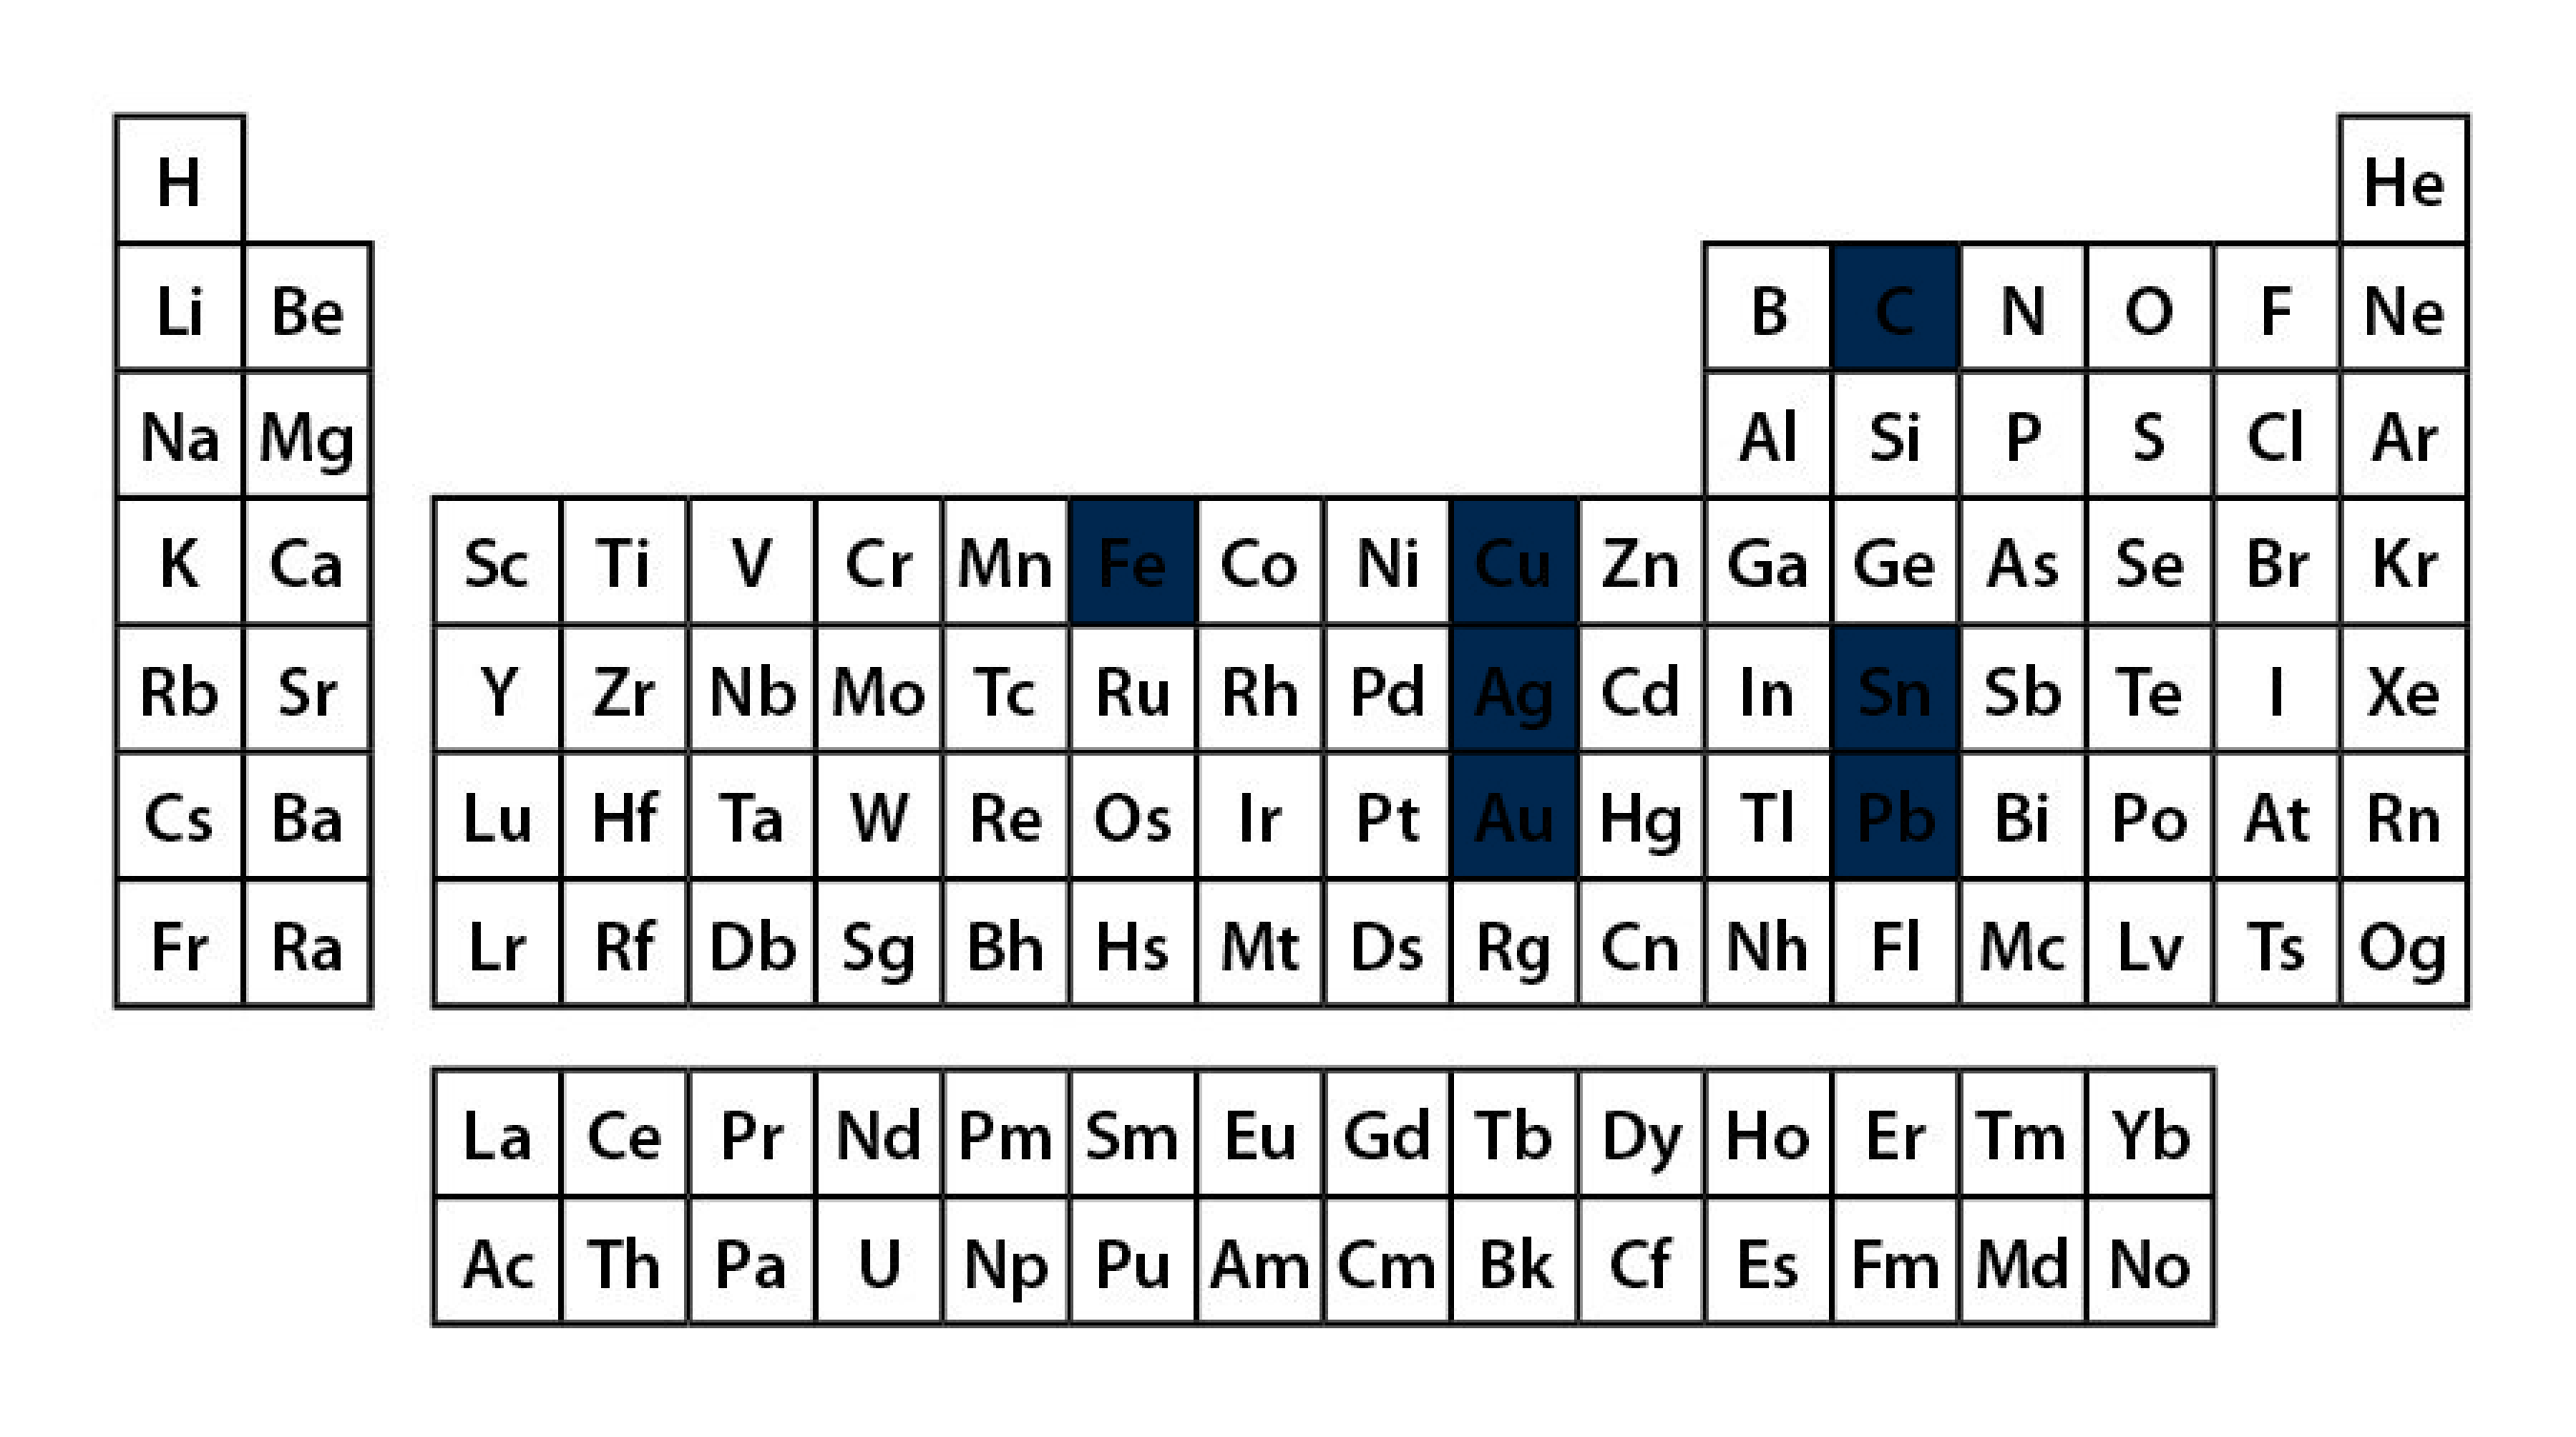 H He
Li Be B C N O F Ne
Na Mg Al Si P S Cl Ar
K Ca Sc Ti V Cr Mn Fe Co Ni Cu Zn Ga Ge As Se Br Kr
Rb Sr Y Zr Nb Mo Tc Ru Rh Pd Ag Cd In Sn Sb Te I Xe
Cs Ba Lu Hf Ta W Re Os Ir Pt Au Hg Tl Pb Bi Po At Rn
Fr Ra Lr Rf Db Sg Bh Hs Mt Ds Rg Cn Nh Fl Mc Lv Ts Og
La Ce Pr Nd Pm Sm Eu Gd Tb Dy Ho Er Tm Yb
Ac Th Pa U Np Pu Am Cm Bk Cf Es Fm Md No